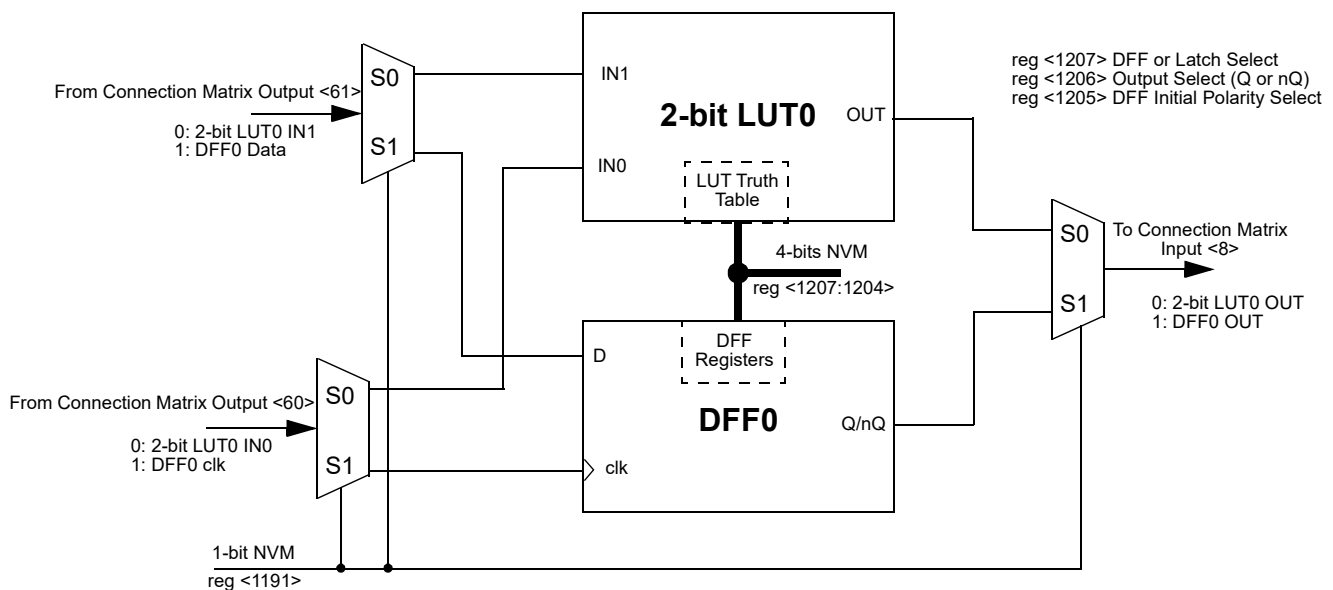 From Connection Matrix Output <61>
0: 2-bit LUT0 IN1
1: DFF0 Data
S0
S1
IN1
IN0
2-bit LUT0
OUT
LUT Truth
Table
reg <1207> DFF or Latch Select
reg <1206> Output Select (Q or nQ)
reg <1205> DFF Initial Polarity Select
4-bits NVM
reg <1207:1204>
S0
S1
To Connection Matrix
Input <8>
0: 2-bit LUT0 OUT
1: DFF0 OUT
From Connection Matrix Output <60>
0: 2-bit LUT0 IN0
1: DFF0 clk
S0
S1
D
clk
DFF
Registers
DFF0
Q/nQ
1-bit NVM
reg <1191>